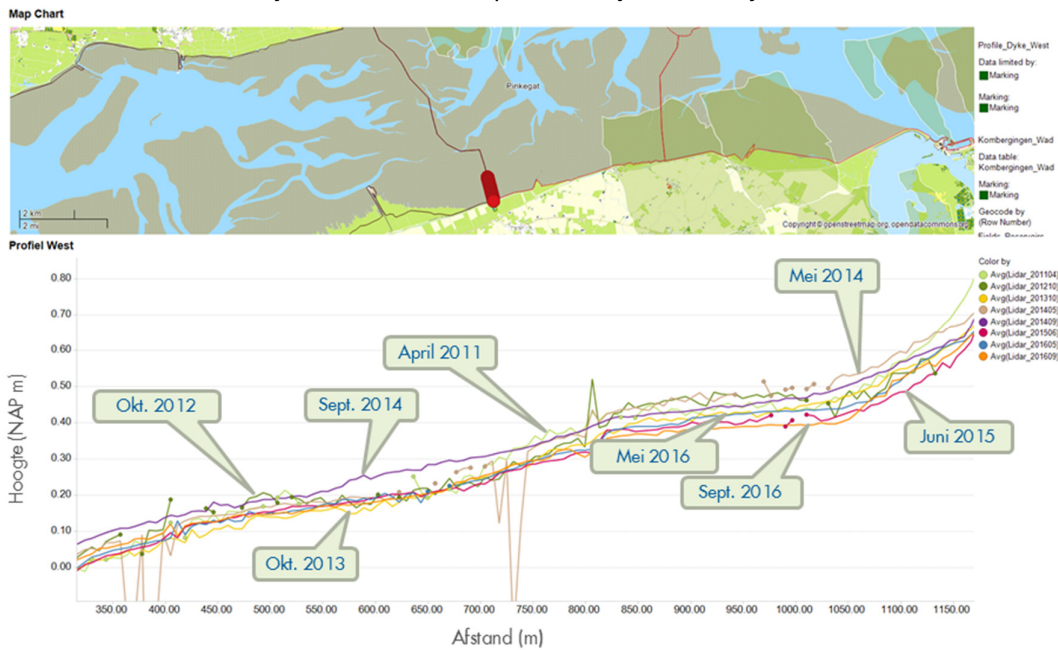 Map Chart
Pinkegat
2 km
2 mi
Copyright © openstreetmap.org, opendatacommons.org
Profile_Dyke_West
Data limited by:
Marking
Marking:
Marking
Kombergingen_Wad
Data table:
Kombergingen_Wad
Marking:
Marking
Geocode by
(Row Number)
Profiel West
0.80
0.70
0.60
0.50
0.40
0.30
0.20
0.10
0.00
Hoogte (NAP m)
Mei 2014
April 2011
Okt. 2012
Sept. 2014
Juni 2015
Mei 2016
Sept. 2016
Okt. 2013
350.00 400.00 450.00 500.00 550.00 600.00 650.00 700.00 750.00 800.00 850.00 900.00 950.00 1000.00 1050.00 1100.00 1150.00
Afstand (m)
Color by
Avg(Lidar_201104)
Avg(Lidar_201210)
Avg(Lidar_201310)
Avg(Lidar_201405)
Avg(Lidar_201409)
Avg(Lidar_201506)
Avg(Lidar_201605)
Avg(Lidar_201609)